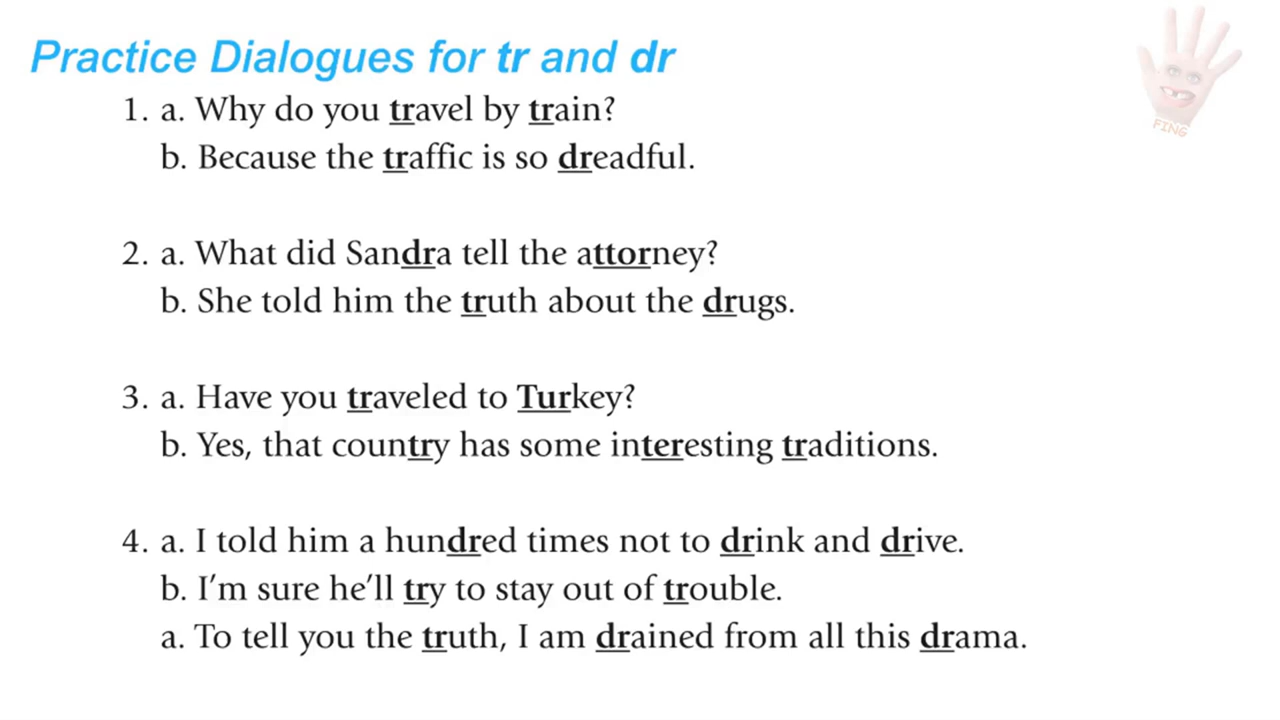 Practice Dialogues for tr and dr
FING
1. a. Why do you travel by train?
b. Because the traffic is so dreadful.
2. a. What did Sandra tell the attorney?
b. She told him the truth about the drugs.
3. a. Have you traveled to Turkey?
b. Yes, that country has some interesting traditions.
4. a. I told him a hundred times not to drink and drive.
b. I'm sure he'll try to stay out of trouble.
a. To tell you the truth, I am drained from all this drama.